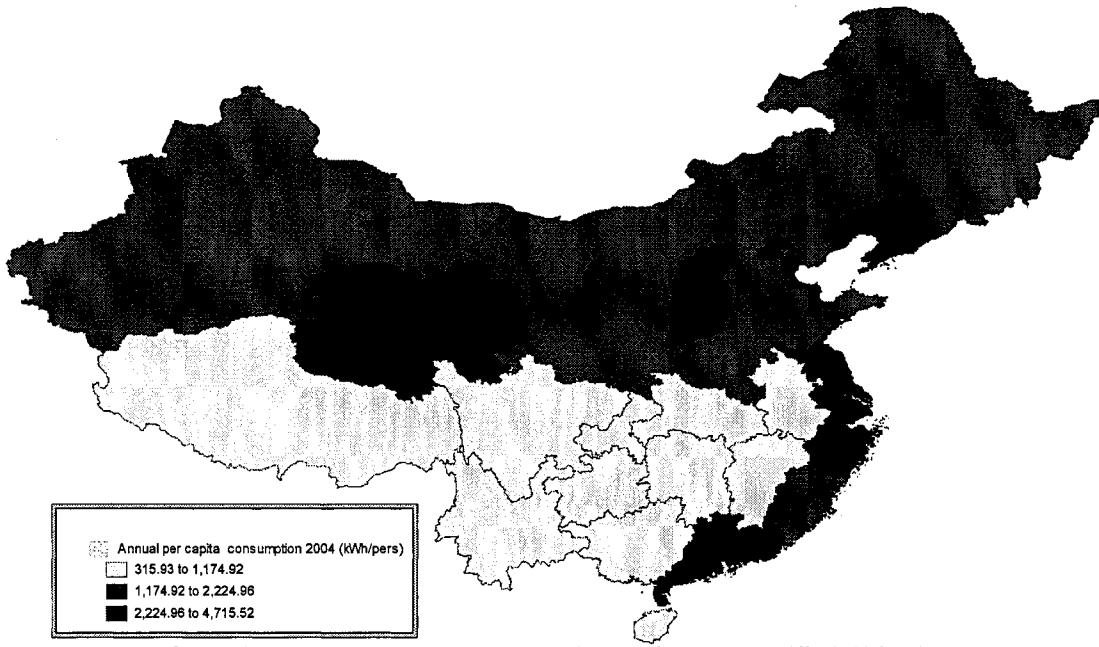 Annual per capita consumption 2004 (kWh/pers)
315.93 to 1,174.92
1,174.92 to 2,224.96
2,224.96 to 4,715.52